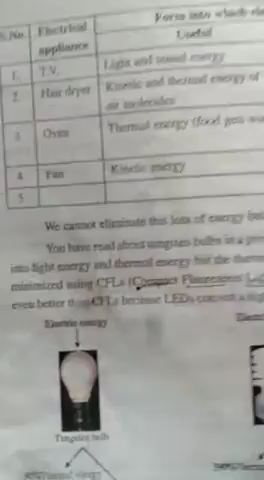 S.No. Electrical appliance
Form into which ele
Useful
1. T.V. Light and sound energy
2. Hair dryer Kinetic and thermal energy of
air molecules
3. Oven Thermal energy (food gets
4. Fan Kinetic energy
5.
We cannot eliminate this loss of energy
You have read about tungsten bulbs in a
into light energy and thermal energy but the
minimized using CFLs (Compact Fluorescent
even better than CFLs because LEDs convert a
Electric energy
Tungsten bulb
energy